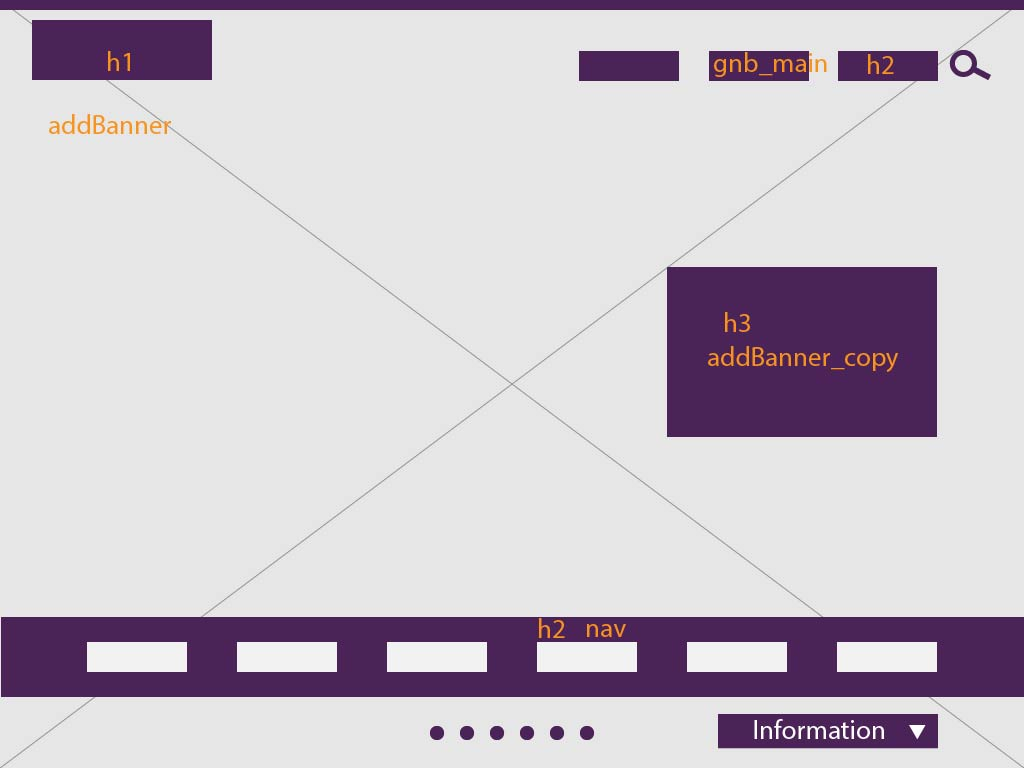 h1
gnb_main h2
addBanner
h3
addBanner_copy
h2 nav
Information